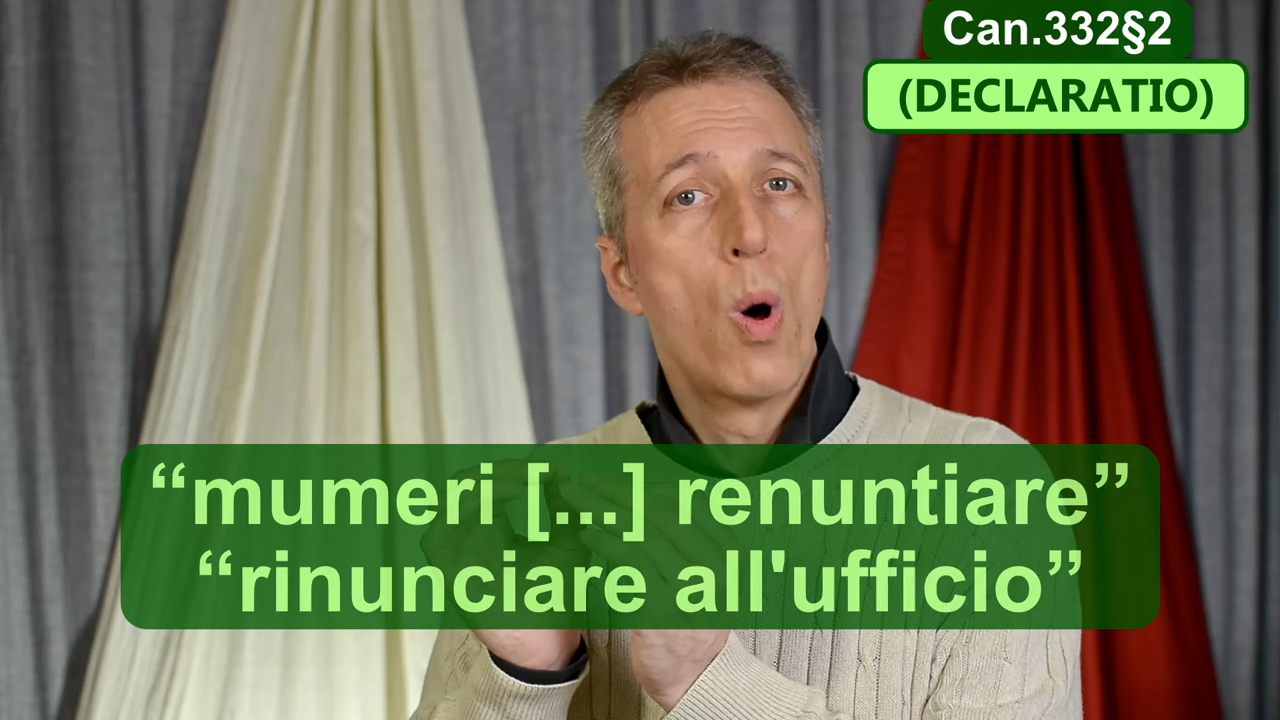 Can.332§2
(DECLARATIO)
“mumeri [...] renuntiare”
“rinunciare all'ufficio”